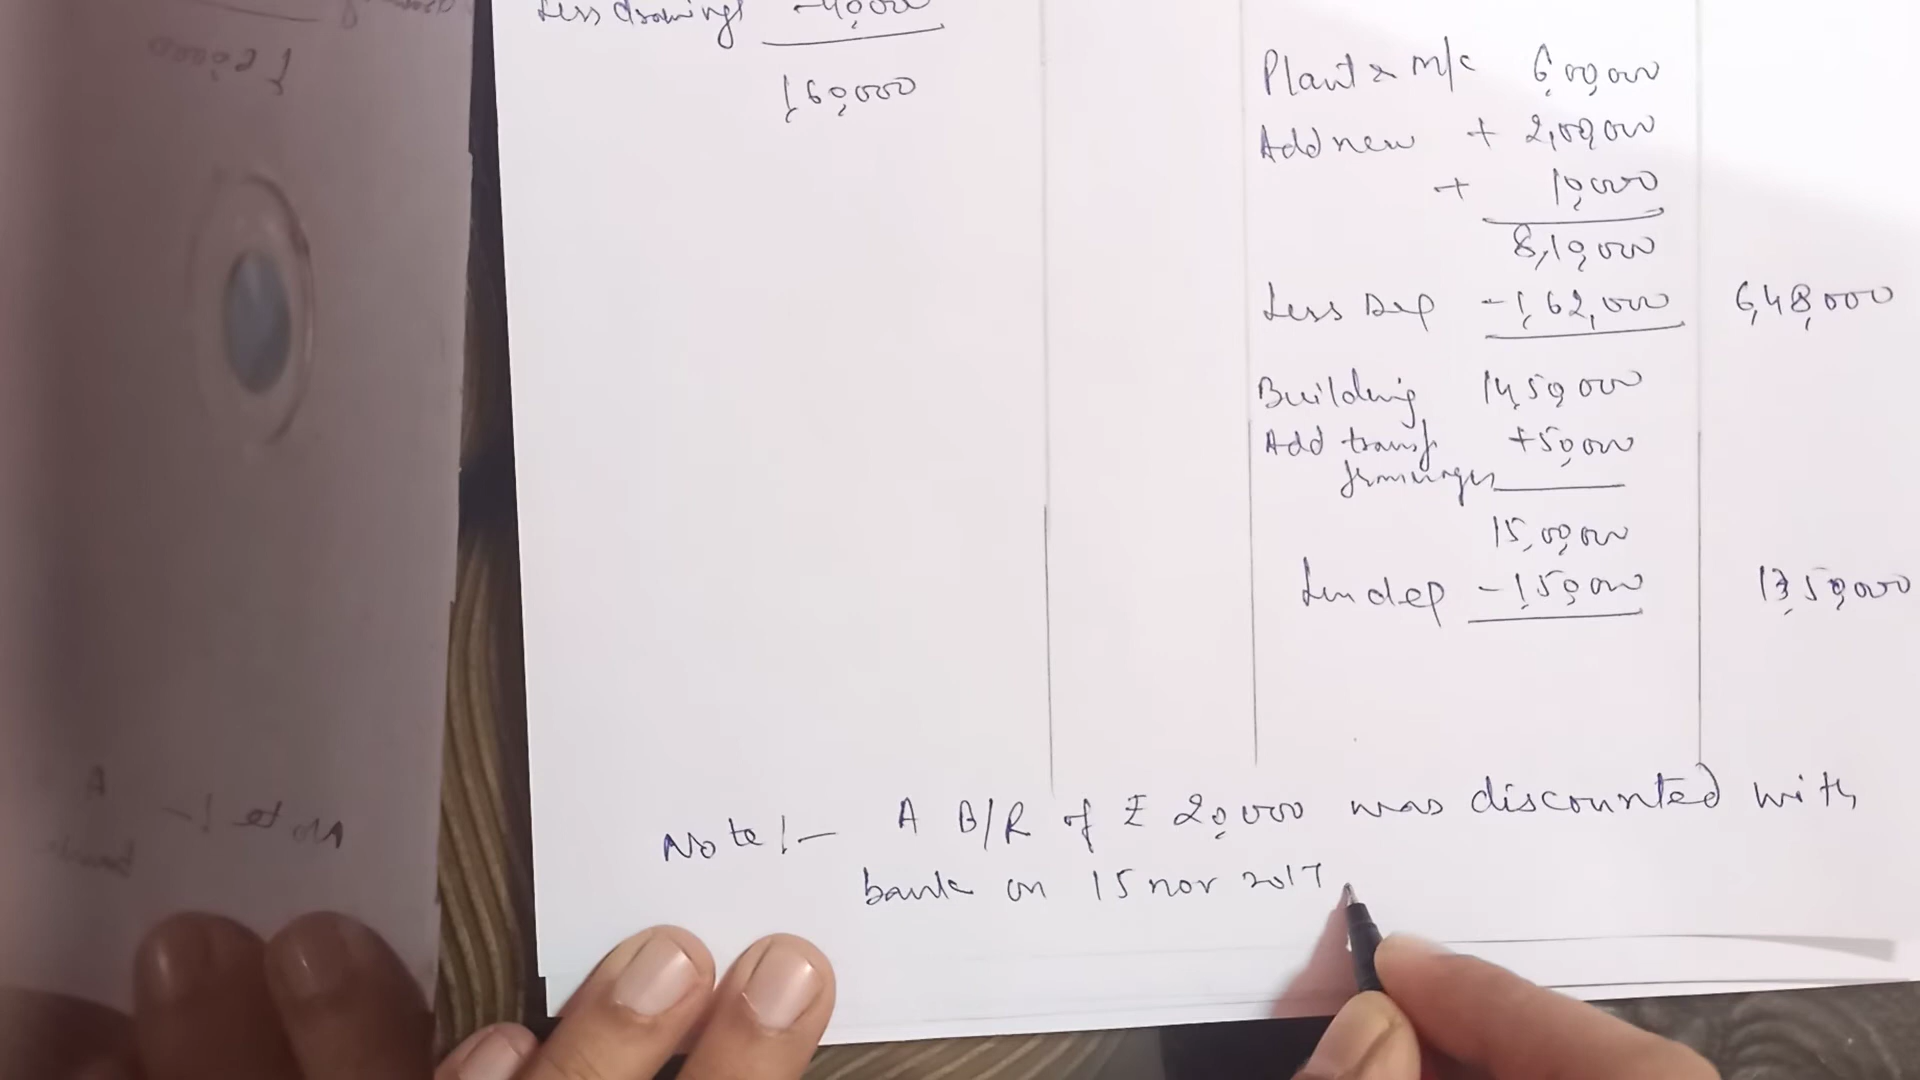 Less drawings -40,000
1,60,000
Plant & M/c 6,00,000
Add new + 2,00,000
+ 10,000
8,10,000
Less Dep -1,62,000 6,48,000
Building 14,50,000
Add transf +50,000
from wages
15,00,000
Less dep -1,50,000 13,50,000
Note:- A B/R of ₹ 20,000 was discounted with
bank on 15 nov 2017